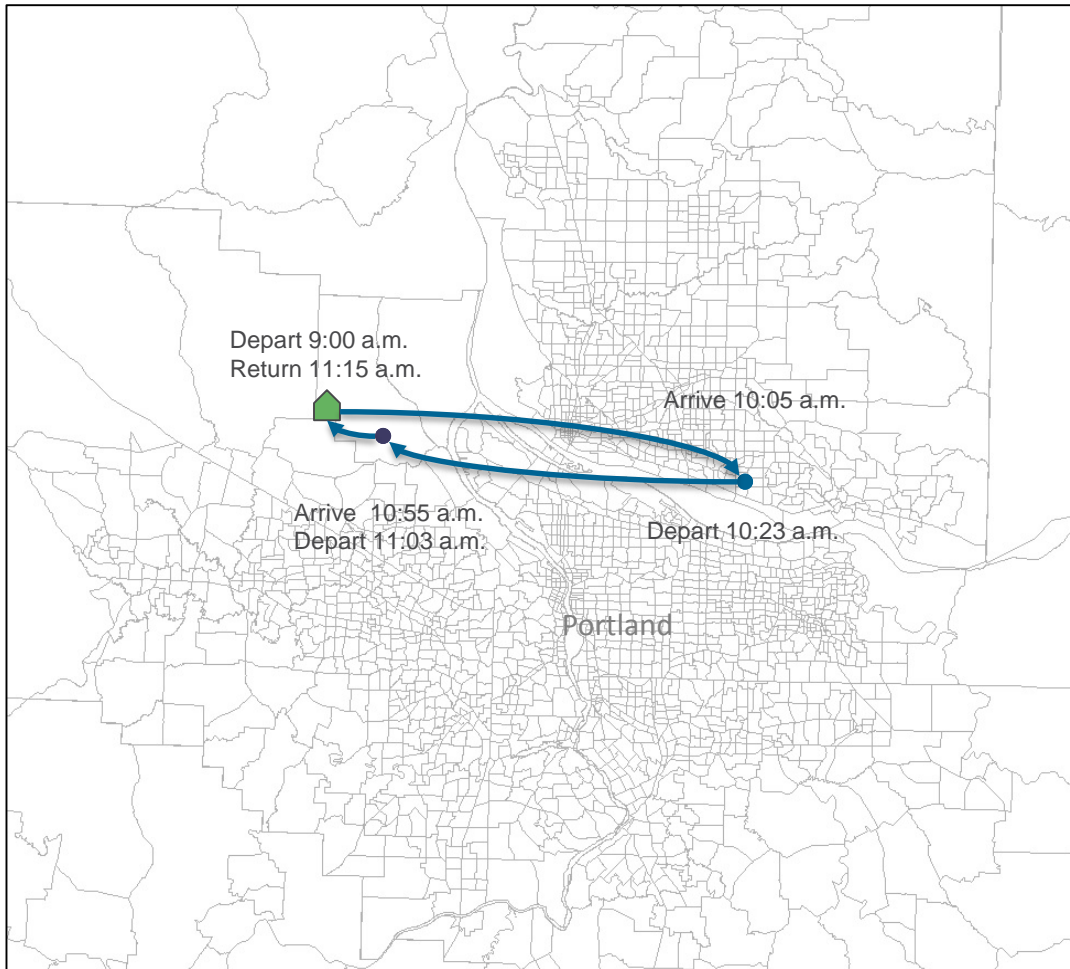 Depart 9:00 a.m.
Return 11:15 a.m.
Arrive 10:05 a.m.
Arrive  10:55 a.m.
Depart 11:03 a.m.
Depart 10:23 a.m.
Portland